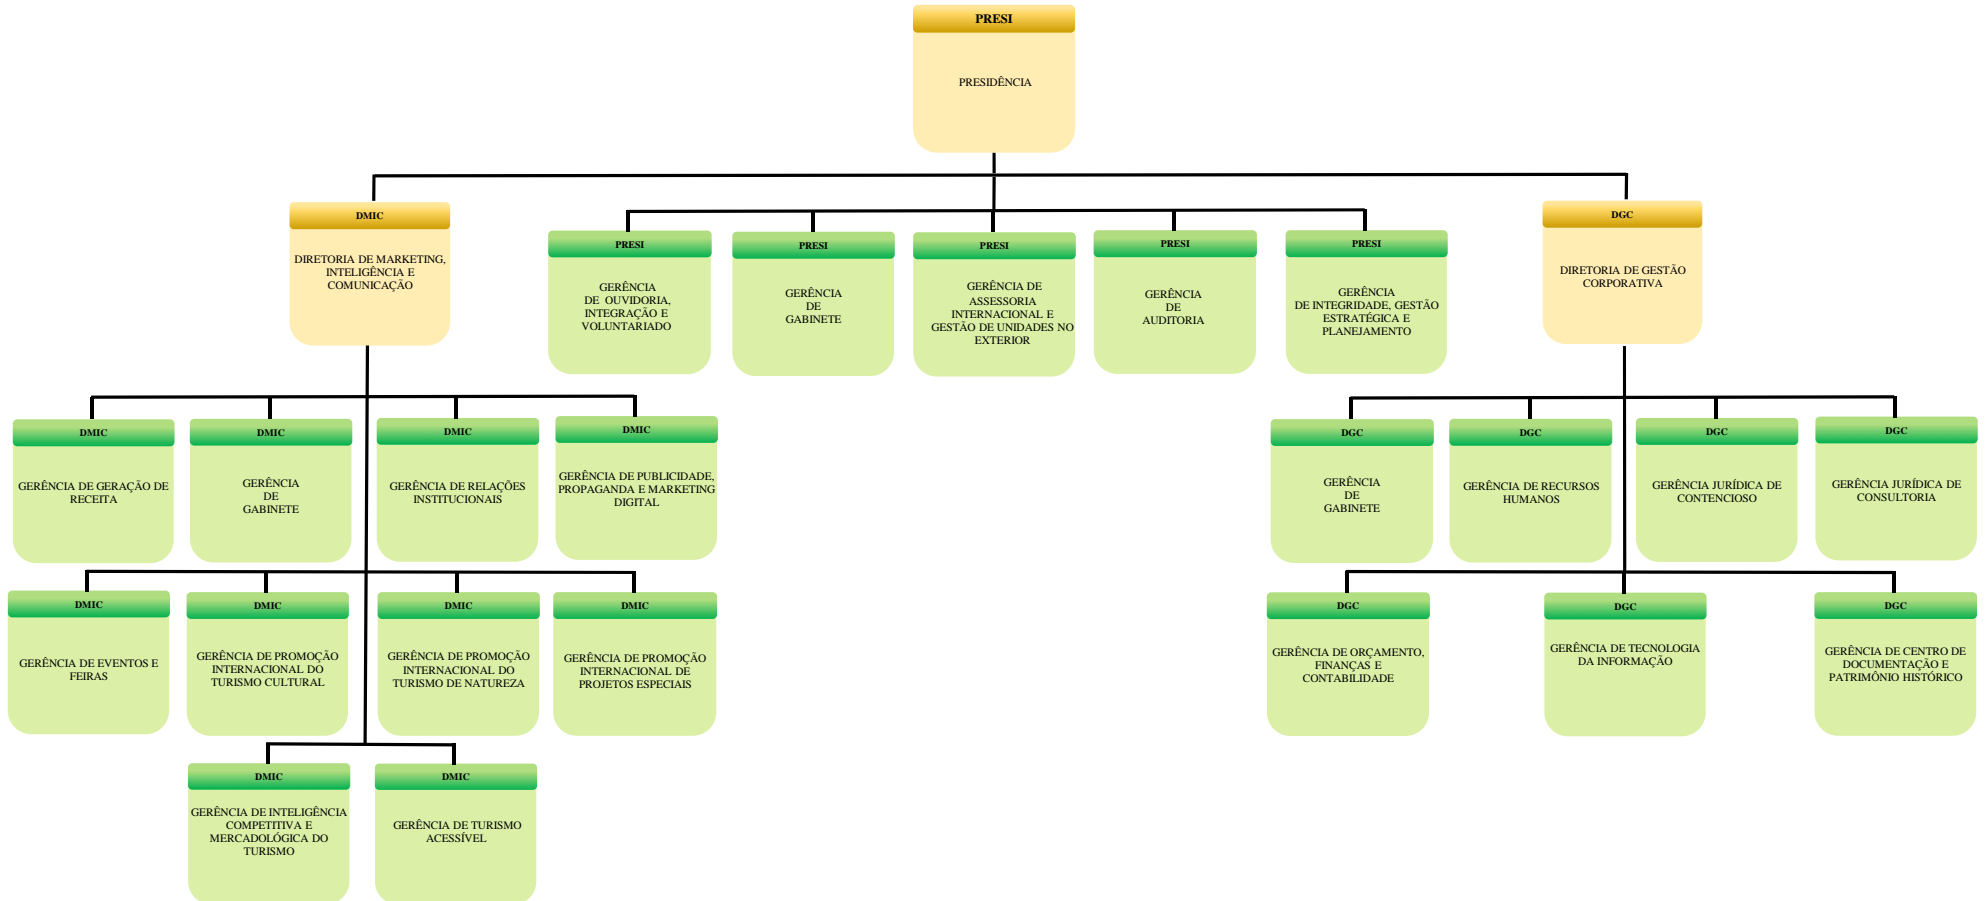 PRESI
PRESIDÊNCIA
DMIC
DIRETORIA DE MARKETING,
INTELIGÊNCIA E
COMUNICAÇÃO
PRESI
GERÊNCIA
DE OUVIDORIA,
INTEGRAÇÃO E
VOLUNTARIADO
PRESI
GERÊNCIA
DE
GABINETE
PRESI
GERÊNCIA DE
ASSESSORIA
INTERNACIONAL E
GESTÃO DE UNIDADES NO
EXTERIOR
PRESI
GERÊNCIA
DE
AUDITORIA
PRESI
GERÊNCIA
DE INTEGRIDADE, GESTÃO
ESTRATÉGICA E
PLANEJAMENTO
DGC
DIRETORIA DE GESTÃO
CORPORATIVA
DMIC
GERÊNCIA DE GERAÇÃO DE
RECEITA
DMIC
GERÊNCIA
DE
GABINETE
DMIC
GERÊNCIA DE RELAÇÕES
INSTITUCIONAIS
DMIC
GERÊNCIA DE PUBLICIDADE,
PROPAGANDA E MARKETING
DIGITAL
DGC
GERÊNCIA
DE
GABINETE
DGC
GERÊNCIA DE RECURSOS
HUMANOS
DGC
GERÊNCIA JURÍDICA DE
CONTENCIOSO
DGC
GERÊNCIA JURÍDICA DE
CONSULTORIA
DMIC
GERÊNCIA DE EVENTOS E
FEIRAS
DMIC
GERÊNCIA DE PROMOÇÃO
INTERNACIONAL DO
TURISMO CULTURAL
DMIC
GERÊNCIA DE PROMOÇÃO
INTERNACIONAL DO
TURISMO DE NATUREZA
DMIC
GERÊNCIA DE PROMOÇÃO
INTERNACIONAL DE
PROJETOS ESPECIAIS
DGC
GERÊNCIA DE ORÇAMENTO,
FINANÇAS E
CONTABILIDADE
DGC
GERÊNCIA DE TECNOLOGIA
DA INFORMAÇÃO
DGC
GERÊNCIA DE CENTRO DE
DOCUMENTAÇÃO E
PATRIMÔNIO HISTÓRICO
DMIC
GERÊNCIA DE INTELIGÊNCIA
COMPETITIVA E
MERCADOLÓGICA DO
TURISMO
DMIC
GERÊNCIA DE TURISMO
ACESSÍVEL